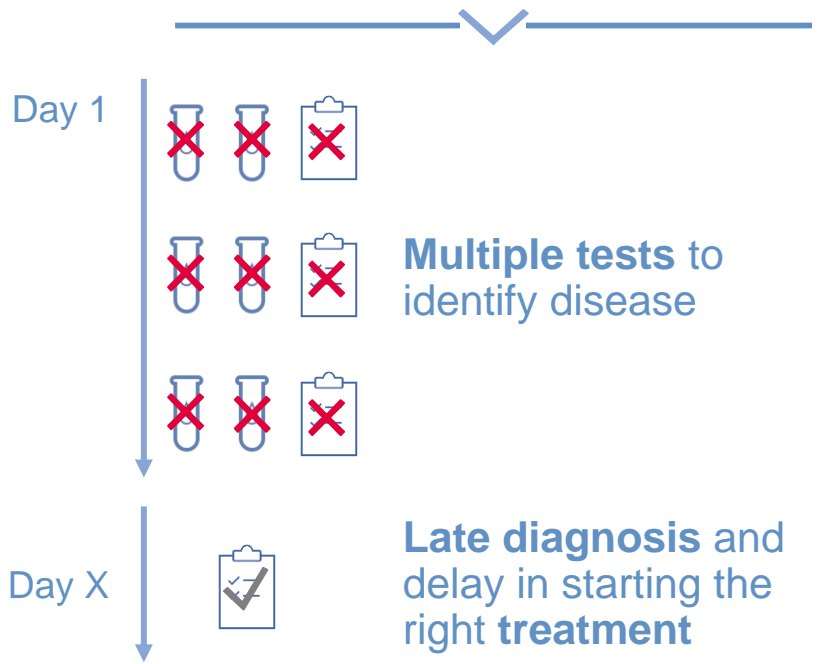 Day 1
Multiple tests to
identify disease
Day X
Late diagnosis and
delay in starting the
right treatment